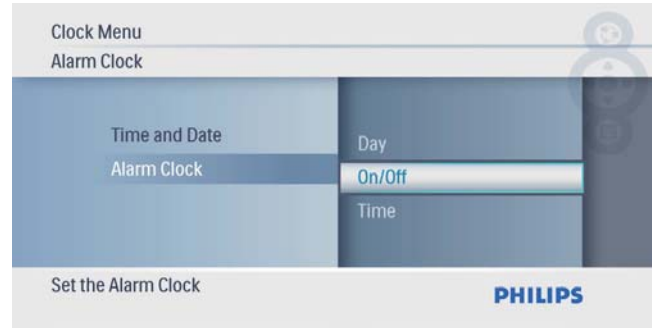 Clock Menu
Alarm Clock
Time and Date
Alarm Clock
Day
On/Off
Time
Set the Alarm Clock
PHILIPS